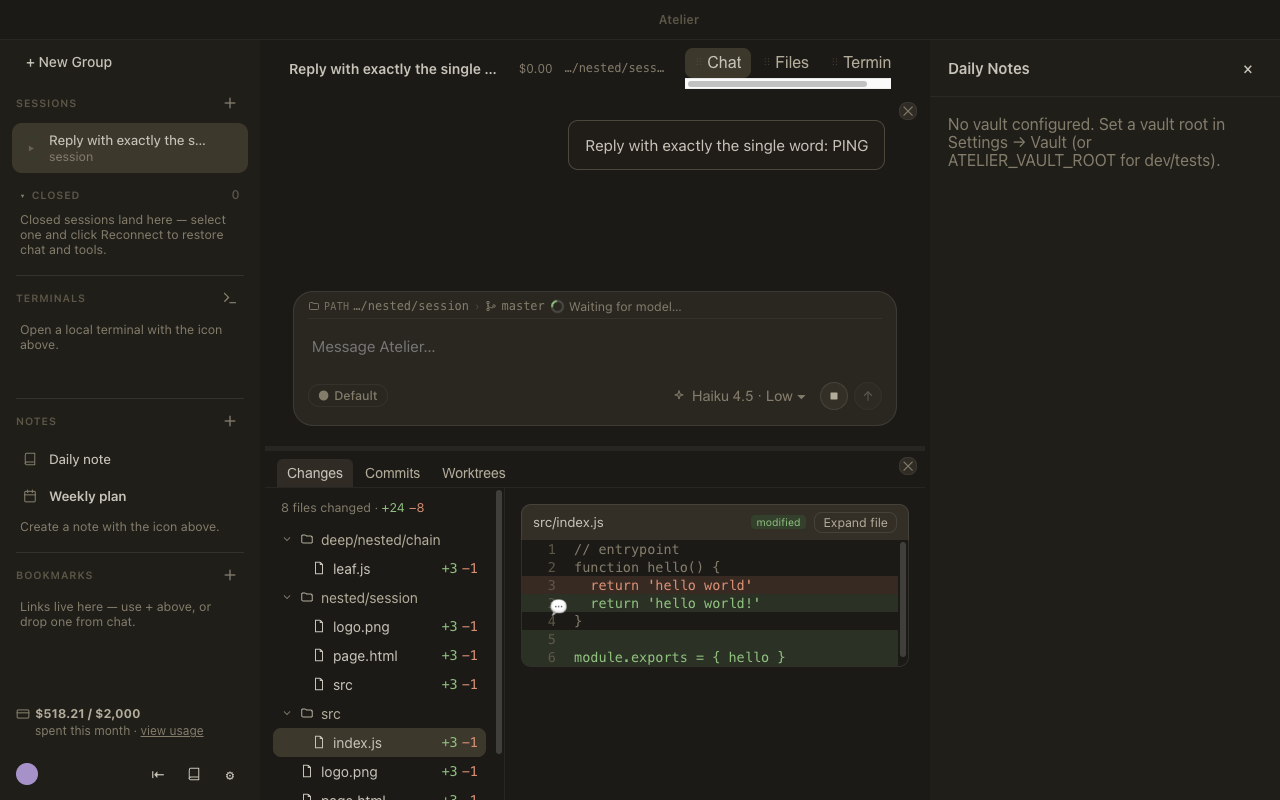 Atelier
+ New Group
SESSIONS
Reply with exactly the s...
session
CLOSED 0
Closed sessions land here — select
one and click Reconnect to restore
chat and tools.
TERMINALS
Open a local terminal with the icon
above.
NOTES
Daily note
Weekly plan
Create a note with the icon above.
BOOKMARKS
Links live here — use + above, or
drop one from chat.
$518.21 / $2,000
spent this month · view usage
Reply with exactly the single ... $0.00 …/nested/sess… Chat Files Termin
Reply with exactly the single word: PING
PATH …/nested/session › master Waiting for model…
Message Atelier...
Default Haiku 4.5 · Low
Changes Commits Worktrees
8 files changed · +24 −8
deep/nested/chain
leaf.js +3 −1
nested/session
logo.png +3 −1
page.html +3 −1
src +3 −1
src
index.js +3 −1
logo.png +3 −1
page.html +3 −1
src/index.js modified Expand file
1 // entrypoint
2 function hello() {
3 return 'hello world'
return 'hello world!'
4 }
5
6 module.exports = { hello }
Daily Notes ×
No vault configured. Set a vault root in
Settings → Vault (or
ATELIER_VAULT_ROOT for dev/tests).